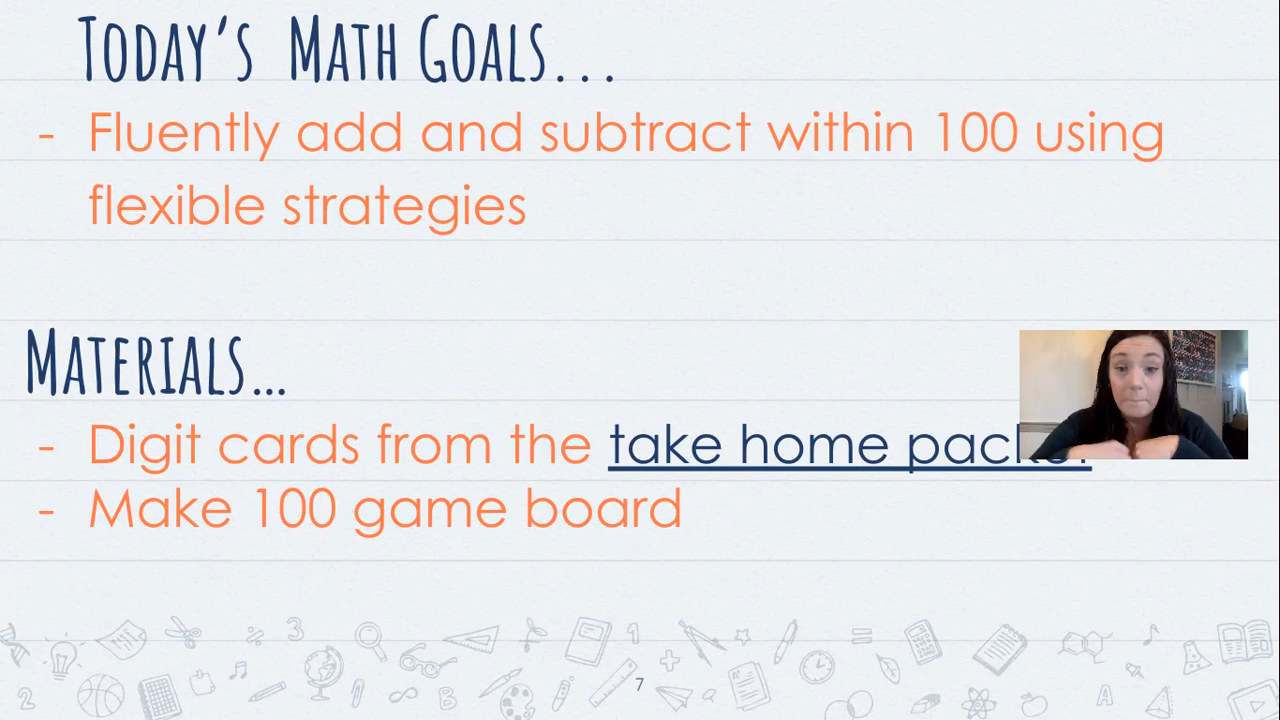 Today's Math Goals...
- Fluently add and subtract within 100 using
flexible strategies
Materials...
- Digit cards from the take home
- Make 100 game board
7